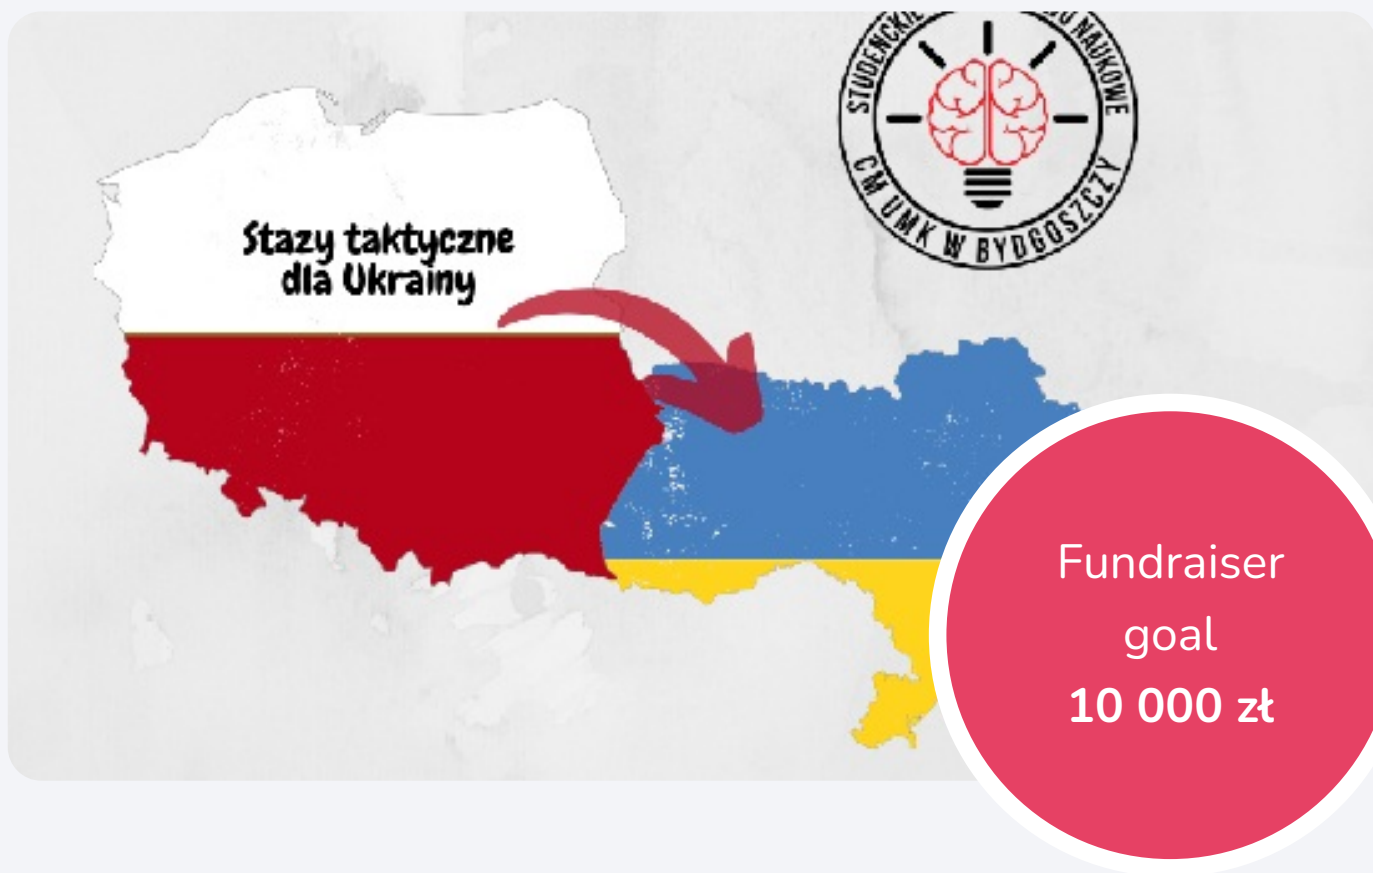 STUDENCKIE
NAUKOWE
CM UMK W BYDGOSZCZY
Stazy taktyczne
dla Ukrainy
Fundraiser
goal
10 000 zł